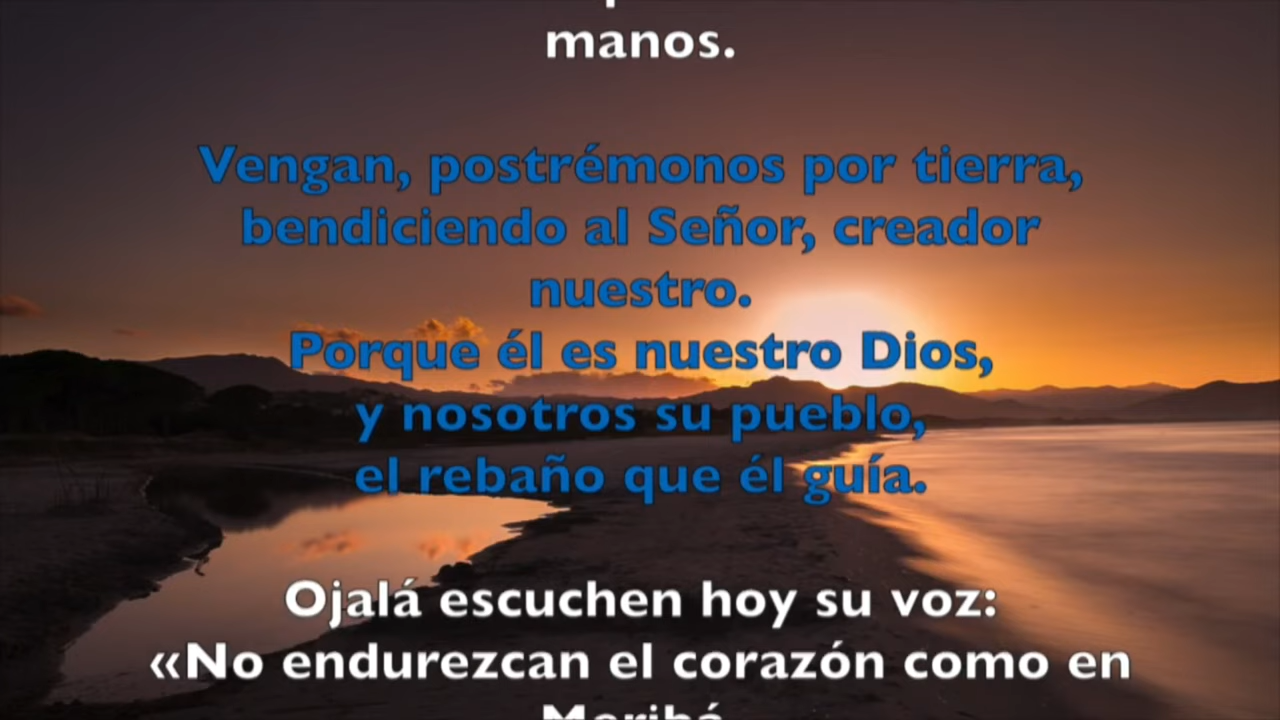 manos.
Vengan, postrémonos por tierra,
bendiciendo al Señor, creador
nuestro.
Porque él es nuestro Dios,
y nosotros su pueblo,
el rebaño que él guía.
Ojalá escuchen hoy su voz:
«No endurezcan el corazón como en
Meribá